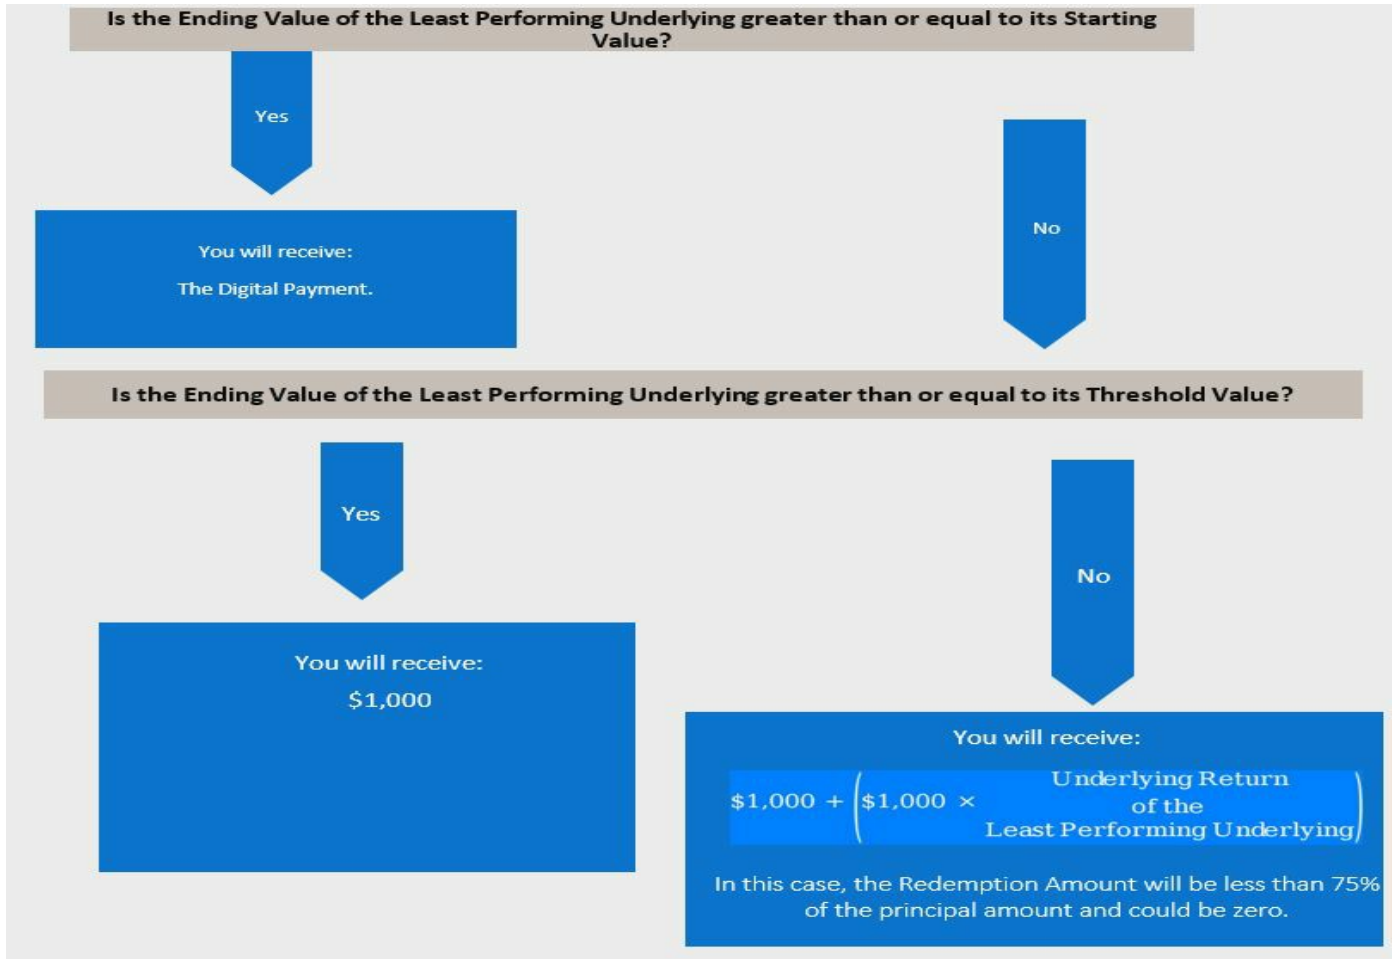 Is the Ending Value of the Least Performing Underlying greater than or equal to its Starting
Value?
Yes
No
You will receive:
The Digital Payment.
Is the Ending Value of the Least Performing Underlying greater than or equal to its Threshold Value?
Yes
No
You will receive:
$1,000
You will receive:
$1,000 + ($1,000 × Underlying Return
of the
Least Performing Underlying)
In this case, the Redemption Amount will be less than 75%
of the principal amount and could be zero.